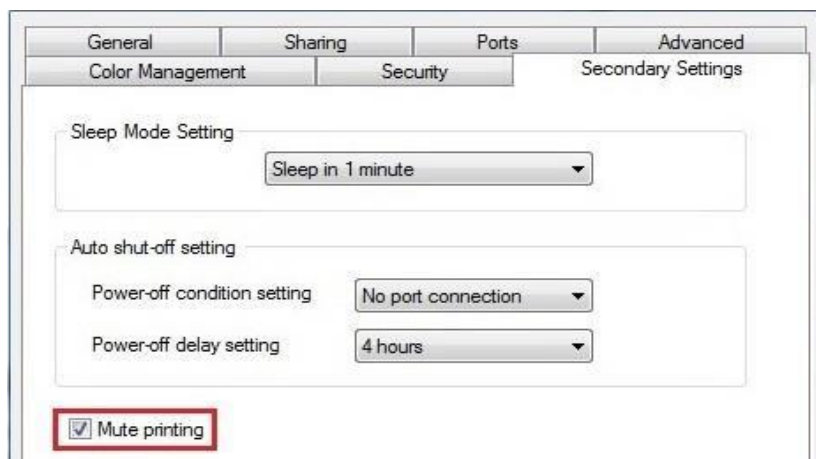 General Sharing Ports Advanced
Color Management Security Secondary Settings
Sleep Mode Setting
Sleep in 1 minute
Auto shut-off setting
Power-off condition setting No port connection
Power-off delay setting 4 hours
Mute printing